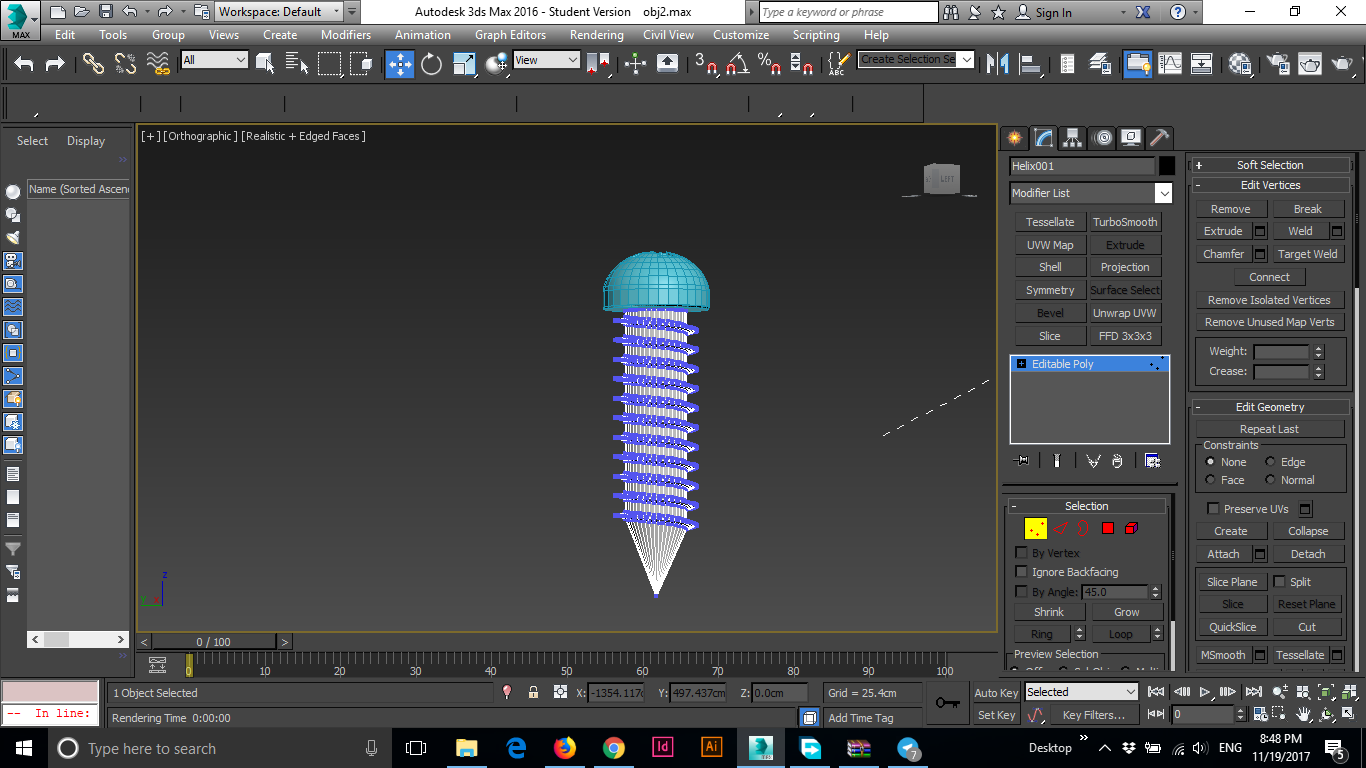 Workspace: Default
Autodesk 3ds Max 2016 - Student Version obj2.max
Type a keyword or phrase
Sign In
MAX
Edit Tools Group Views Create Modifiers Animation Graph Editors Rendering Civil View Customize Scripting Help
All
View
3
ABC
Create Selection Se
Select Display
Name (Sorted Ascen
[+] [Orthographic] [Realistic + Edged Faces]
LEFT
z
Y
x
Helix001
Modifier List
Tessellate TurboSmooth
UVW Map Extrude
Shell Projection
Symmetry Surface Select
Bevel Unwrap UVW
Slice FFD 3x3x3
Editable Poly
Selection
By Vertex
Ignore Backfacing
By Angle: 45.0
Shrink Grow
Ring Loop
Preview Selection
Soft Selection
Edit Vertices
Remove Break
Extrude Weld
Chamfer Target Weld
Connect
Remove Isolated Vertices
Remove Unused Map Verts
Weight:
Crease:
Edit Geometry
Repeat Last
Constraints
None Edge
Face Normal
Preserve UVs
Create Collapse
Attach Detach
Slice Plane Split
Slice Reset Plane
QuickSlice Cut
MSmooth Tessellate
< 0 / 100 >
0 10 20 30 40 50 60 70 80 90 100
1 Object Selected
X: -1354.117c Y: 497.437cm Z: 0.0cm Grid = 25.4cm
Auto Key Selected
-- In line:
Rendering Time 0:00:00
Add Time Tag
Set Key Key Filters... 0
Type here to search
Desktop
ENG
8:48 PM
11/19/2017
5